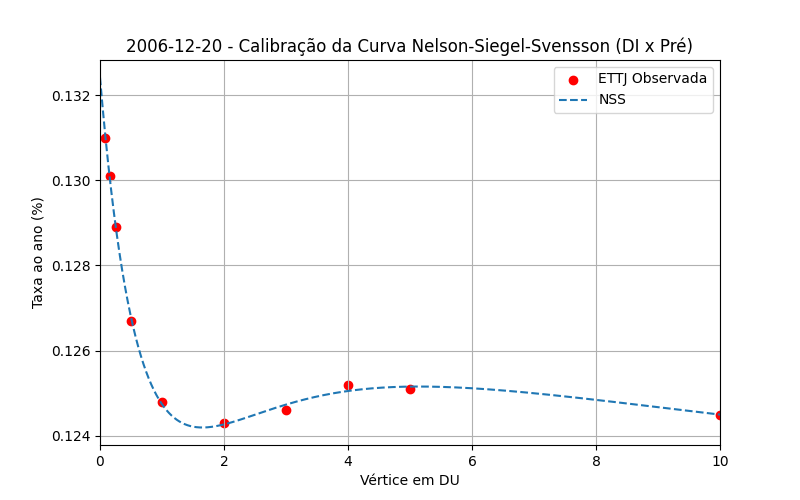 2006-12-20 - Calibração da Curva Nelson-Siegel-Svensson (DI x Pré)
ETTJ Observada
NSS
Taxa ao ano (%)
0.132
0.130
0.128
0.126
0.124
0 2 4 6 8 10
Vértice em DU